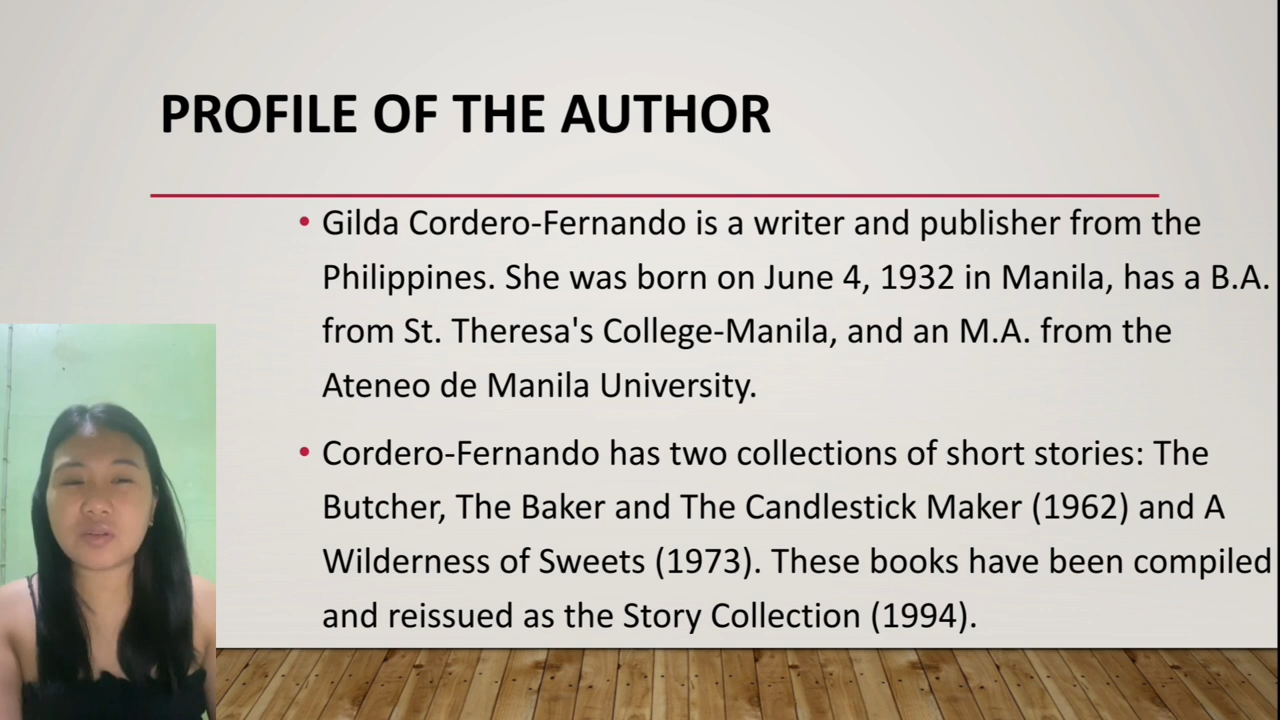 PROFILE OF THE AUTHOR
• Gilda Cordero-Fernando is a writer and publisher from the
Philippines. She was born on June 4, 1932 in Manila, has a B.A.
from St. Theresa's College-Manila, and an M.A. from the
Ateneo de Manila University.
• Cordero-Fernando has two collections of short stories: The
Butcher, The Baker and The Candlestick Maker (1962) and A
Wilderness of Sweets (1973). These books have been compiled
and reissued as the Story Collection (1994).